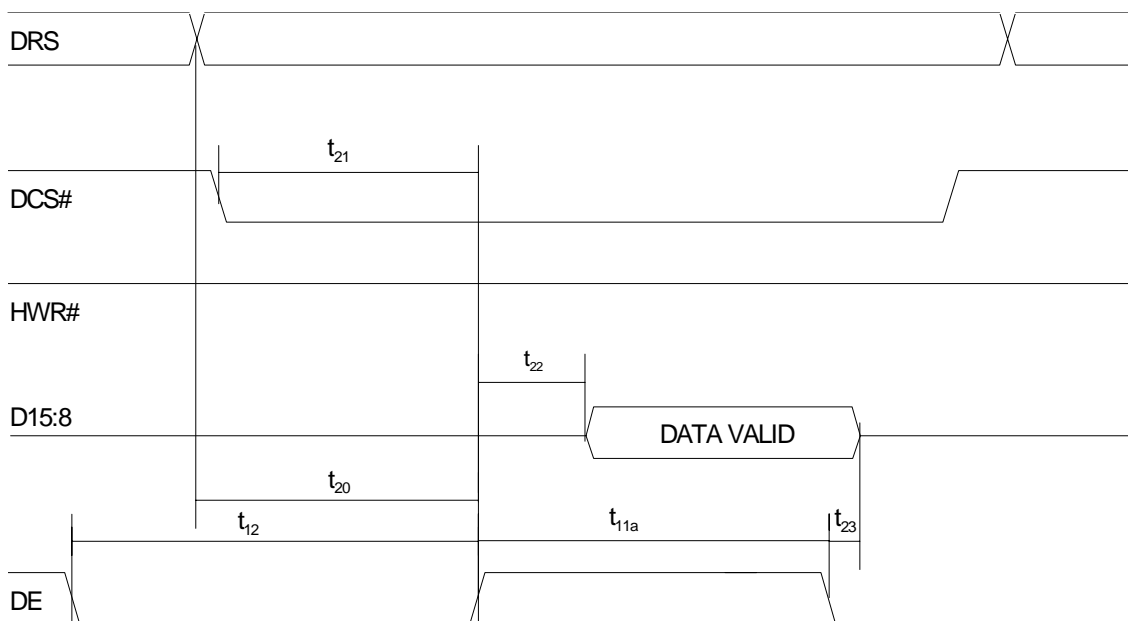 DRS
t21
DCS#
HWR#
t22
D15:8
DATA VALID
t20
t12
t11a
t23
DE